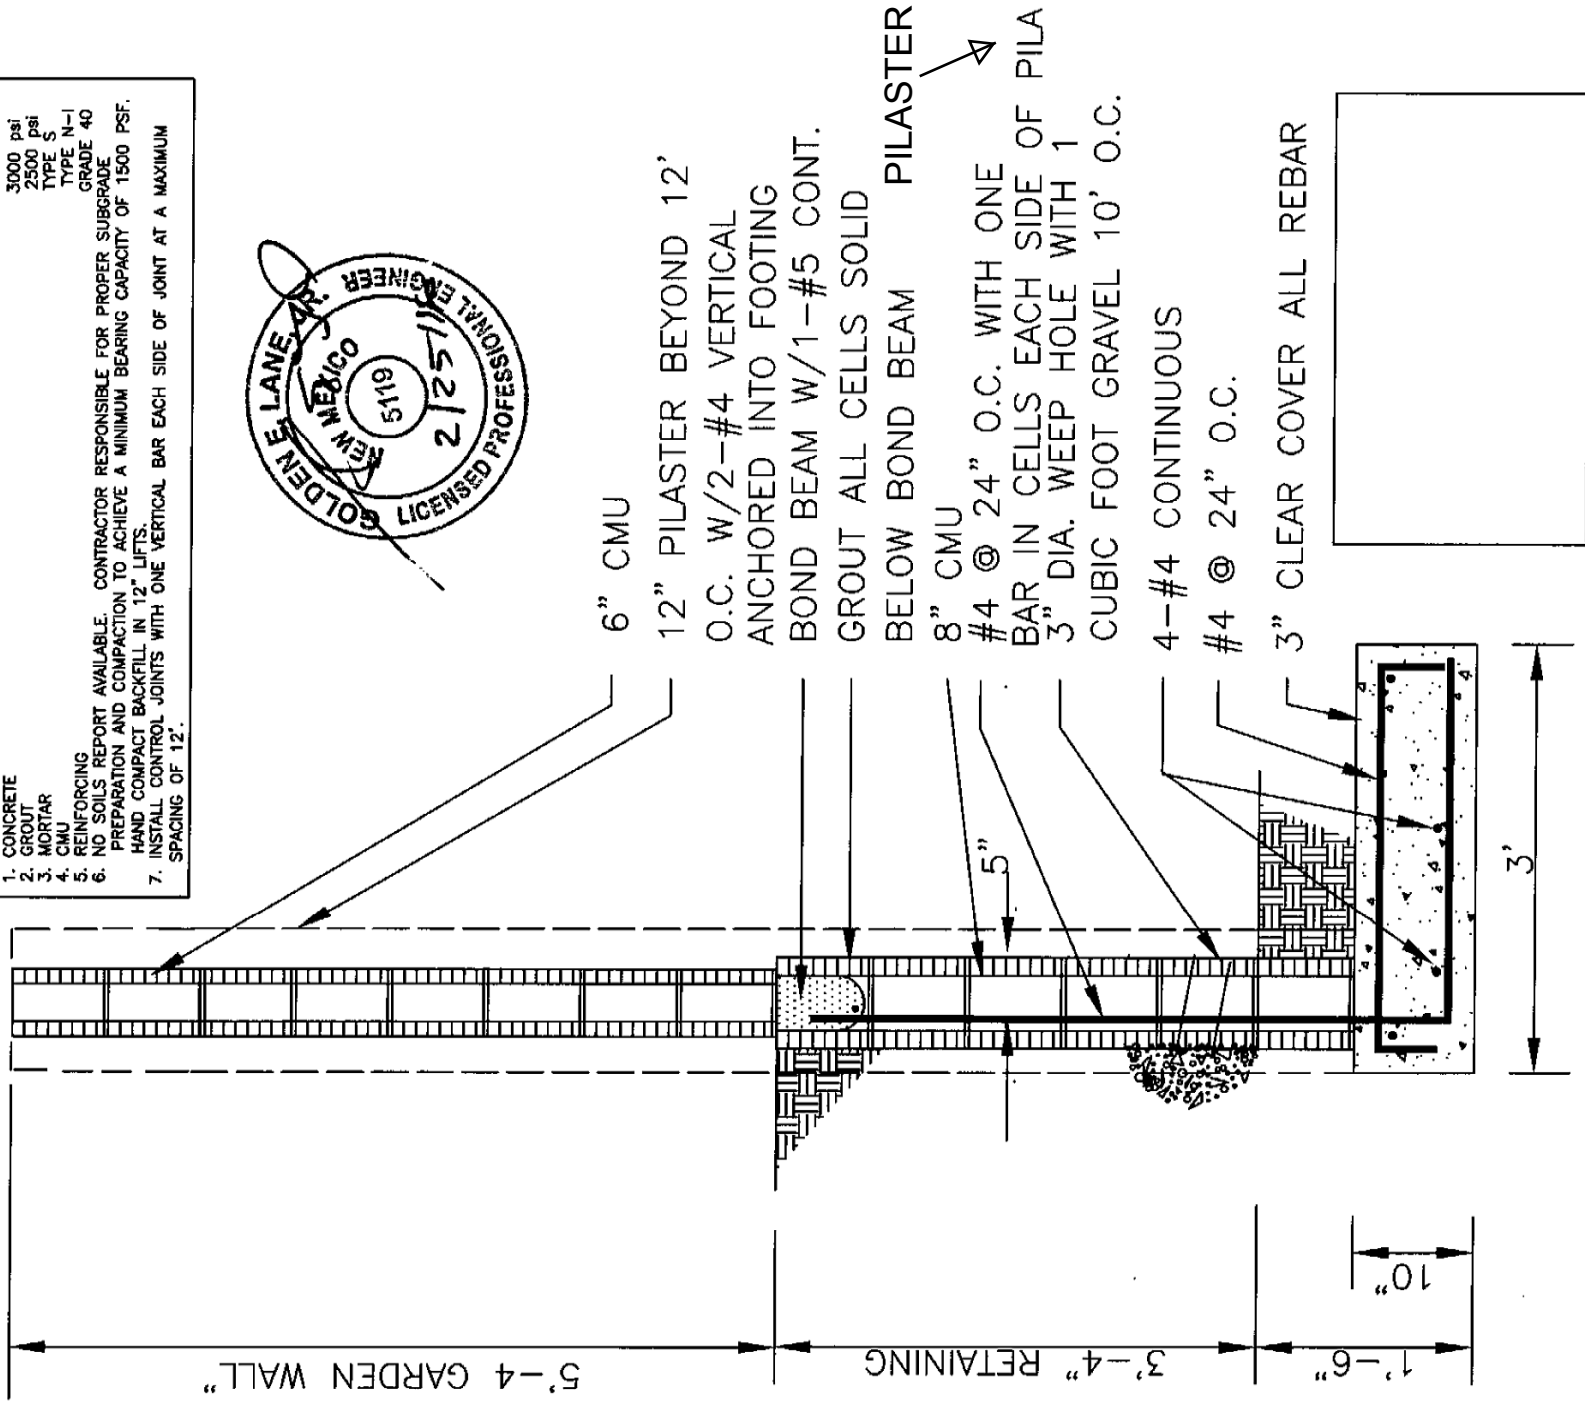 1. CONCRETE 3000 psi
2. GROUT 2500 psi
3. MORTAR TYPE S
4. CMU TYPE N-I
5. REINFORCING GRADE 40
6. NO SOILS REPORT AVAILABLE. CONTRACTOR RESPONSIBLE FOR PROPER SUBGRADE
PREPARATION AND COMPACTION TO ACHIEVE A MINIMUM BEARING CAPACITY OF 1500 PSF.
HAND COMPACT BACKFILL IN 12" LIFTS.
7. INSTALL CONTROL JOINTS WITH ONE VERTICAL BAR EACH SIDE OF JOINT AT A MAXIMUM
SPACING OF 12'.
GOLDEN E. LANE, JR.
NEW MEXICO
5119
LICENSED PROFESSIONAL ENGINEER
6" CMU
12" PILASTER BEYOND 12'
O.C. W/2-#4 VERTICAL
ANCHORED INTO FOOTING
BOND BEAM W/1-#5 CONT.
GROUT ALL CELLS SOLID
BELOW BOND BEAM
PILASTER
8" CMU
#4 @ 24" O.C. WITH ONE
BAR IN CELLS EACH SIDE OF PILA
3" DIA. WEEP HOLE WITH 1
CUBIC FOOT GRAVEL 10' O.C.
4-#4 CONTINUOUS
#4 @ 24" O.C.
3" CLEAR COVER ALL REBAR
5"
3'
5'-4 GARDEN WALL"
3'-4" RETAINING
1'-6"
10"